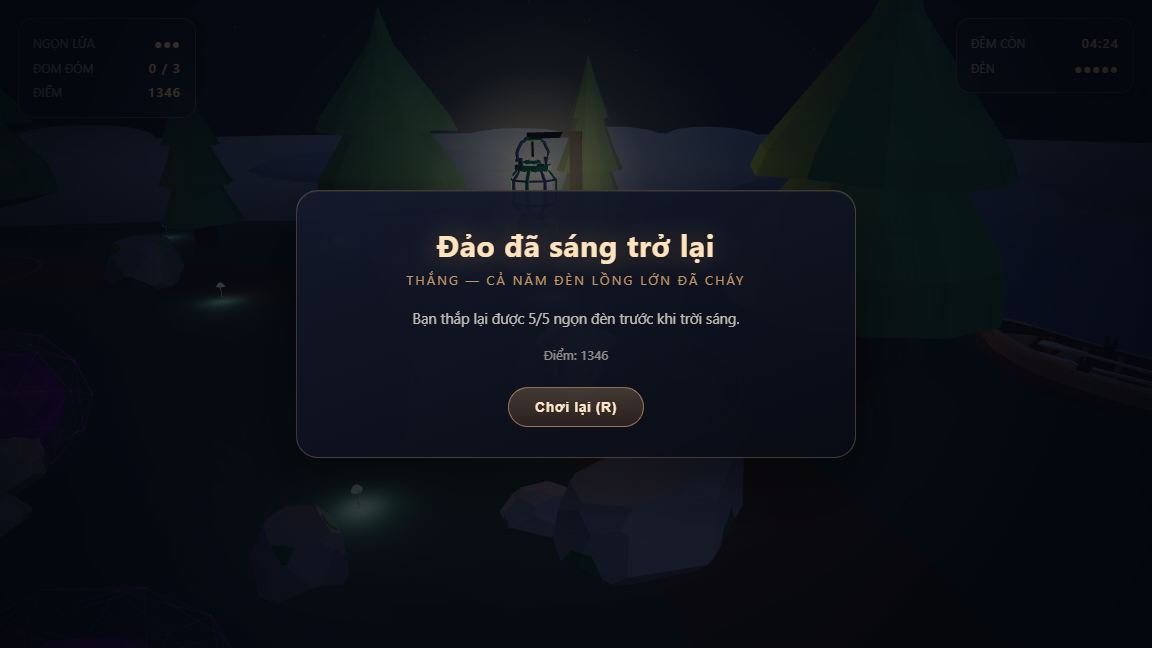 NGỌN LỬA
ĐOM ĐÓM 0 / 3
ĐIỂM 1346
ĐÊM CÒN 04:24
ĐÈN
Đảo đã sáng trở lại
THẮNG — CẢ NĂM ĐÈN LỒNG LỚN ĐÃ CHÁY
Bạn thắp lại được 5/5 ngọn đèn trước khi trời sáng.
Điểm: 1346
Chơi lại (R)